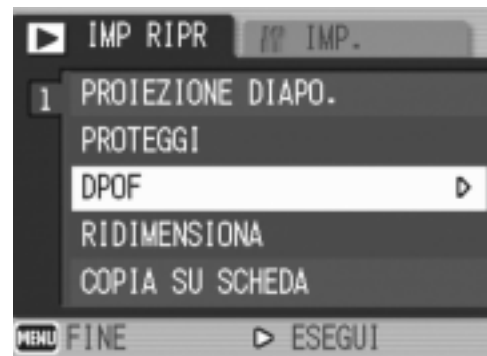 IMP RIPR IMP.
1 PROIEZIONE DIAPO.
PROTEGGI
DPOF
RIDIMENSIONA
COPIA SU SCHEDA
MENU FINE ESEGUI